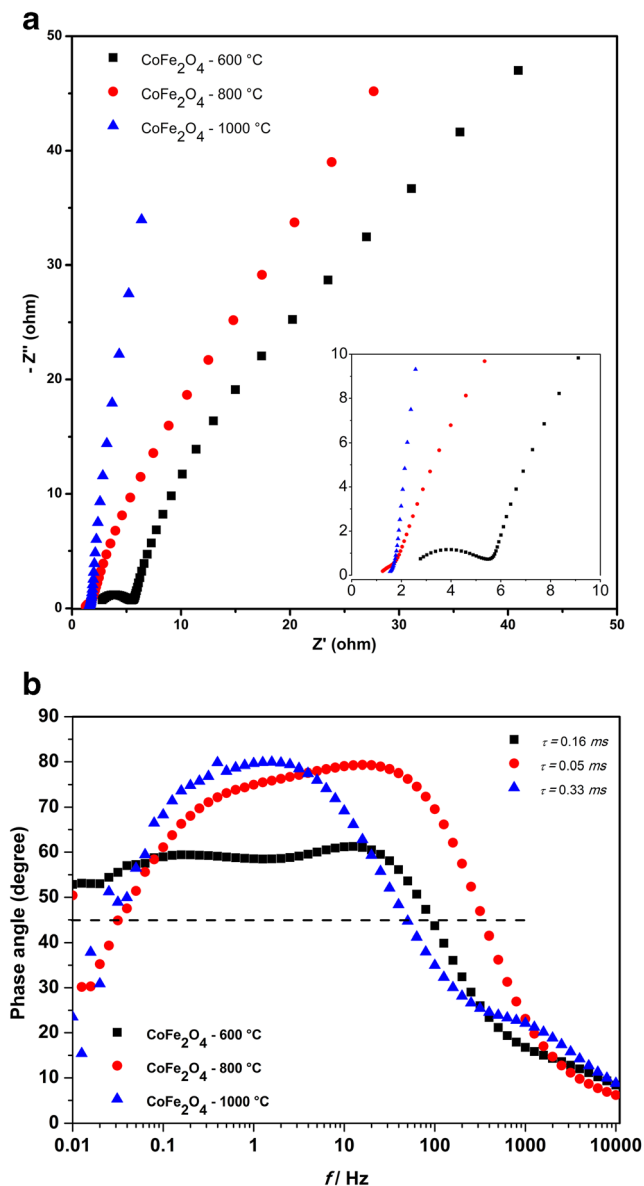 a
CoFe2O4 - 600 °C
CoFe2O4 - 800 °C
CoFe2O4 - 1000 °C
50
40
30
20
10
0
- Z'' (ohm)
10
8
6
4
2
0
0 2 4 6 8 10
0 10 20 30 40 50
Z' (ohm)
b
90
80
70
60
50
40
30
20
10
0
Phase angle (degree)
τ = 0.16 ms
τ = 0.05 ms
τ = 0.33 ms
CoFe2O4 - 600 °C
CoFe2O4 - 800 °C
CoFe2O4 - 1000 °C
0.01 0.1 1 10 100 1000 10000
f / Hz